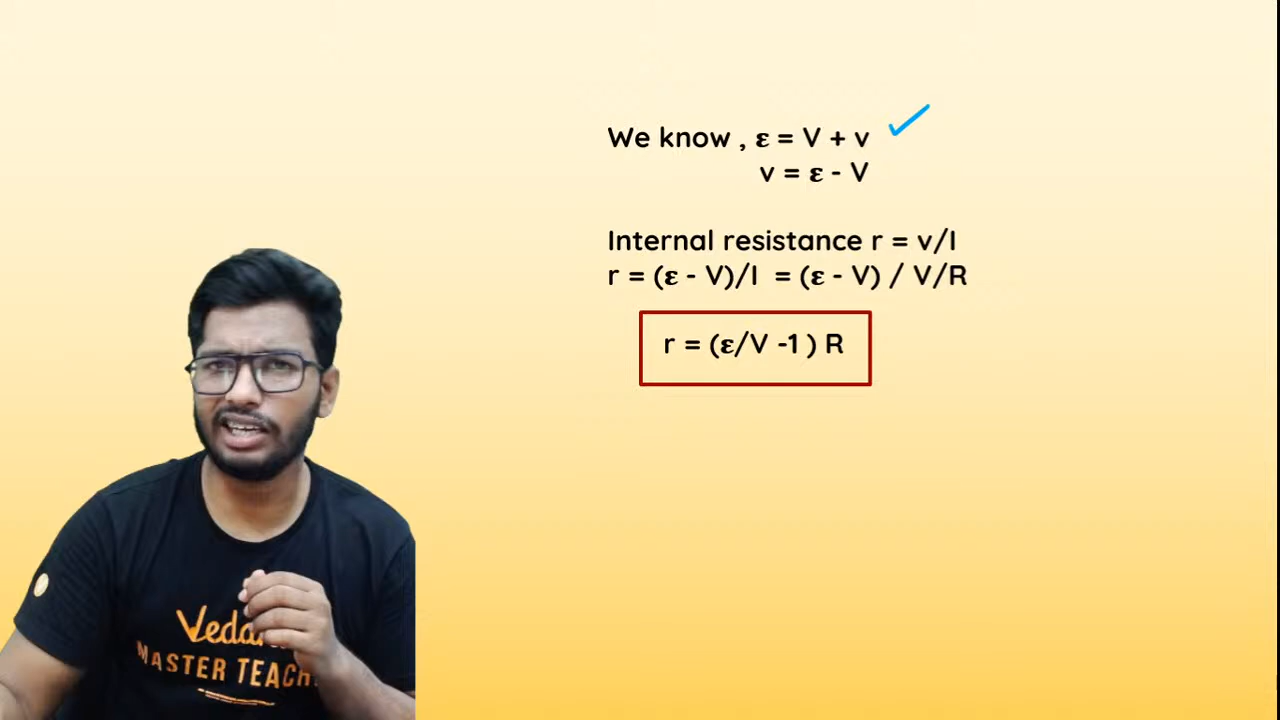 We know , ε = V + v
v = ε - V
Internal resistance r = v/I
r = (ε - V)/I = (ε - V) / V/R
r = (ε/V -1 ) R
MASTER TEACH